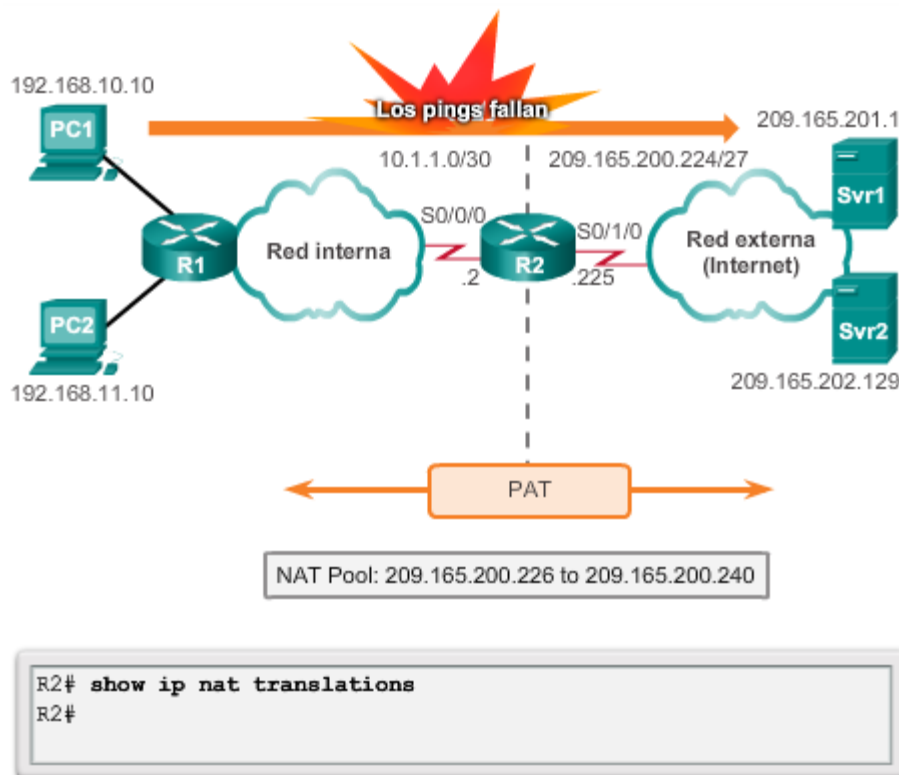 192.168.10.10
Los pings fallan
209.165.201.1
PC1
10.1.1.0/30
209.165.200.224/27
Svr1
S0/0/0
S0/1/0
Red interna
Red externa
(Internet)
R1
R2
.2
.225
PC2
Svr2
192.168.11.10
209.165.202.129
PAT
NAT Pool: 209.165.200.226 to 209.165.200.240
R2# show ip nat translations
R2#